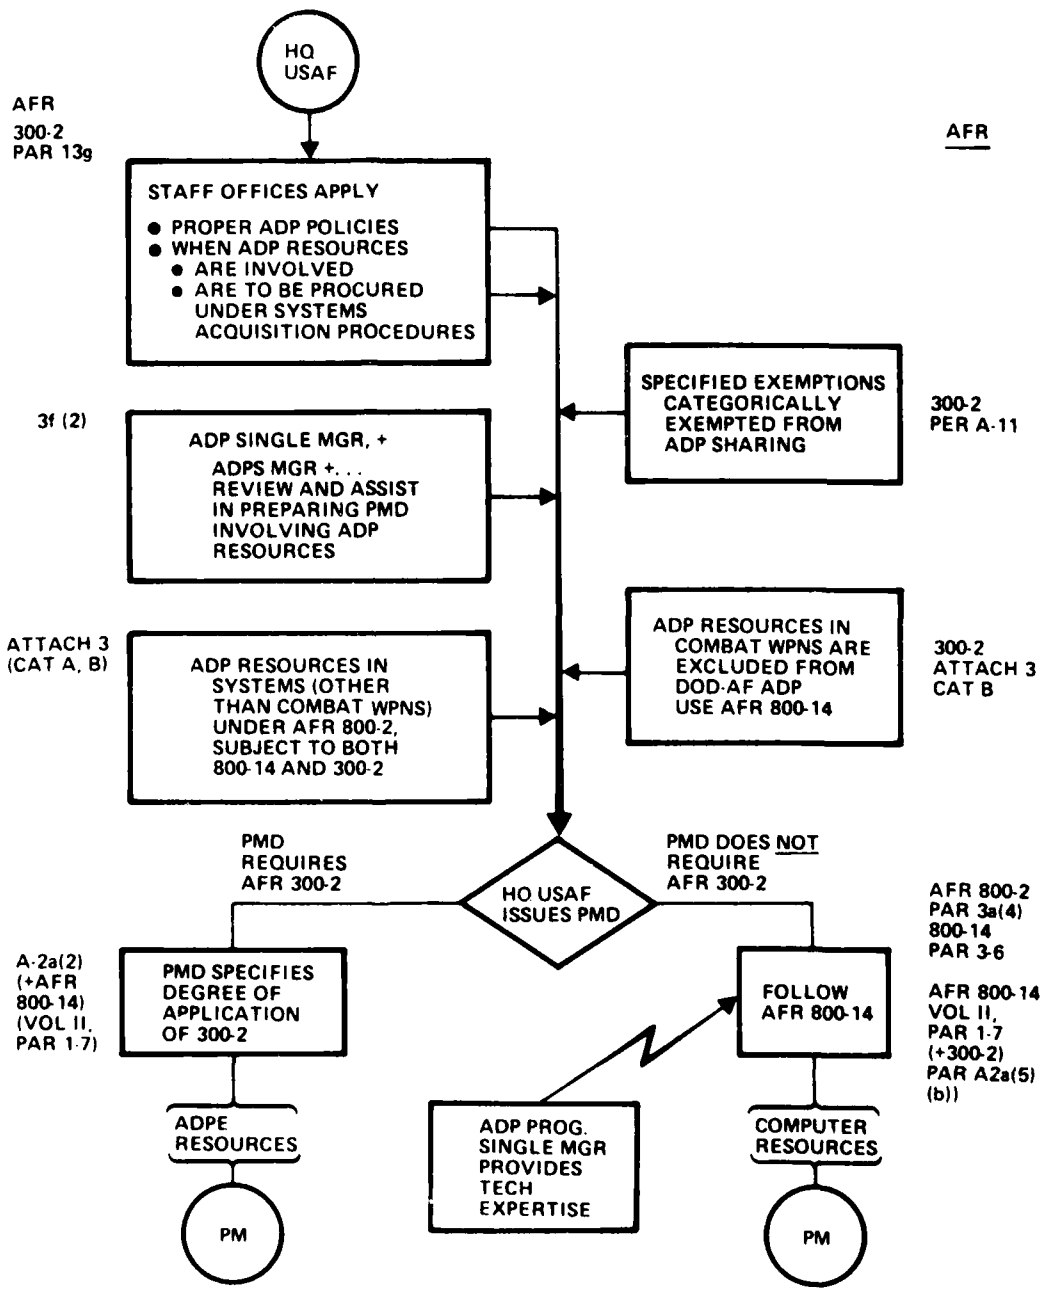 HQ
USAF
AFR
300-2
PAR 13g
AFR
STAFF OFFICES APPLY
● PROPER ADP POLICIES
● WHEN ADP RESOURCES
● ARE INVOLVED
● ARE TO BE PROCURED
UNDER SYSTEMS
ACQUISITION PROCEDURES
SPECIFIED EXEMPTIONS
CATEGORICALLY
EXEMPTED FROM
ADP SHARING
300-2
PER A-11
3f (2)
ADP SINGLE MGR, +
ADPS MGR +. . .
REVIEW AND ASSIST
IN PREPARING PMD
INVOLVING ADP
RESOURCES
ADP RESOURCES IN
COMBAT WPNS ARE
EXCLUDED FROM
DOD-AF ADP
USE AFR 800-14
300-2
ATTACH 3
CAT B
ATTACH 3
(CAT A, B)
ADP RESOURCES IN
SYSTEMS (OTHER
THAN COMBAT WPNS)
UNDER AFR 800-2,
SUBJECT TO BOTH
800-14 AND 300-2
PMD
REQUIRES
AFR 300-2
HQ USAF
ISSUES PMD
PMD DOES NOT
REQUIRE
AFR 300-2
AFR 800-2
PAR 3a(4)
800-14
PAR 3-6
A-2a(2)
(+AFR
800-14)
(VOL II,
PAR 1-7)
PMD SPECIFIES
DEGREE OF
APPLICATION
OF 300-2
FOLLOW
AFR 800-14
AFR 800-14
VOL II,
PAR 1-7
(+300-2)
PAR A2a(5)
(b))
ADPE
RESOURCES
ADP PROG.
SINGLE MGR
PROVIDES
TECH
EXPERTISE
COMPUTER
RESOURCES
PM
PM